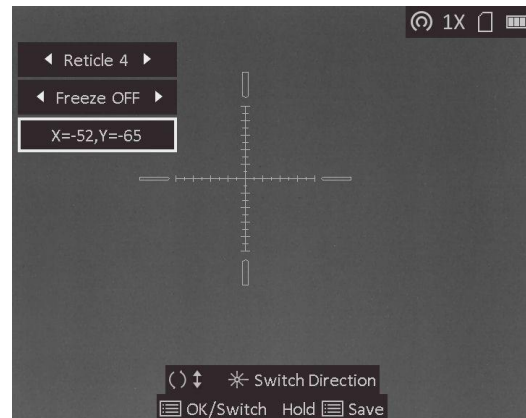 1X
Reticle 4
Freeze OFF
X=-52,Y=-65
Switch Direction
OK/Switch Hold Save